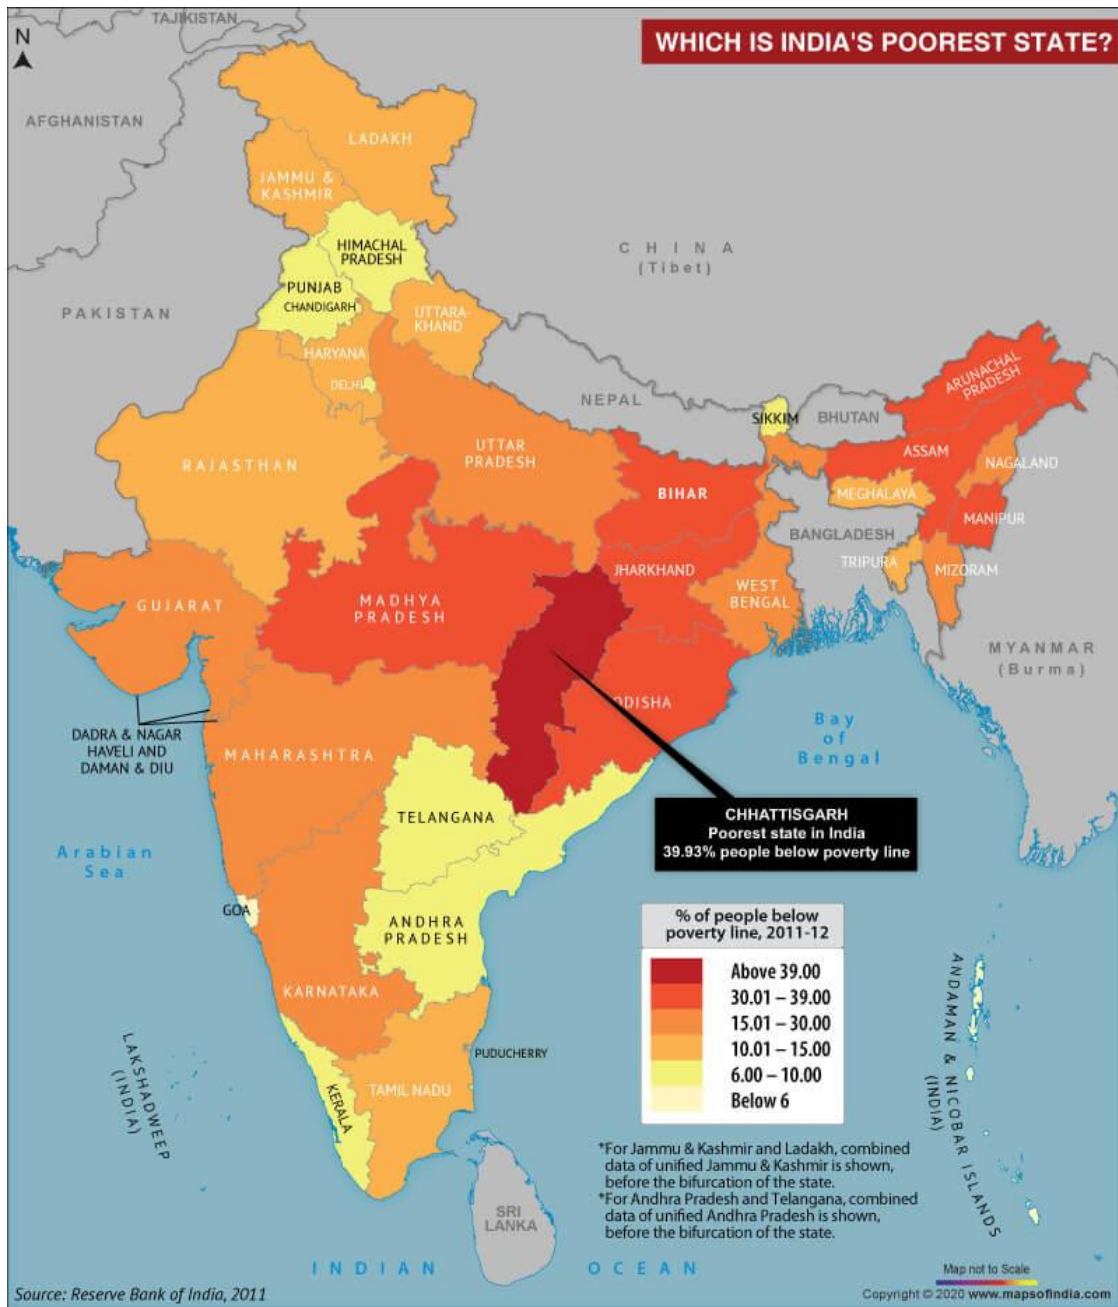 TAJIKISTAN
N
WHICH IS INDIA'S POOREST STATE?
AFGHANISTAN
LADAKH
JAMMU &
KASHMIR
CHINA
(Tibet)
HIMACHAL
PRADESH
PUNJAB
CHANDIGARH
PAKISTAN
UTTARA-
KHAND
HARYANA
DELHI
NEPAL
SIKKIM
BHUTAN
ARUNACHAL
PRADESH
ASSAM
NAGALAND
RAJASTHAN
UTTAR
PRADESH
BIHAR
MEGHALAYA
MANIPUR
BANGLADESH
TRIPURA
MIZORAM
JHARKHAND
WEST
BENGAL
GUJARAT
MADHYA
PRADESH
MYANMAR
(Burma)
ODISHA
DADRA & NAGAR
HAVELI AND
DAMAN & DIU
MAHARASHTRA
Bay
of
Bengal
TELANGANA
CHHATTISGARH
Poorest state in India
39.93% people below poverty line
Arabian
Sea
GOA
ANDHRA
PRADESH
KARNATAKA
% of people below
poverty line, 2011-12
Above 39.00
30.01 – 39.00
15.01 – 30.00
10.01 – 15.00
6.00 – 10.00
Below 6
ANDAMAN & NICOBAR ISLANDS
(INDIA)
LAKSHADWEEP
(INDIA)
PUDUCHERRY
TAMIL NADU
KERALA
*For Jammu & Kashmir and Ladakh, combined
data of unified Jammu & Kashmir is shown,
before the bifurcation of the state.
*For Andhra Pradesh and Telangana, combined
data of unified Andhra Pradesh is shown,
before the bifurcation of the state.
SRI
LANKA
INDIAN OCEAN
Map not to Scale
Source: Reserve Bank of India, 2011
Copyright © 2020 www.mapsofindia.com